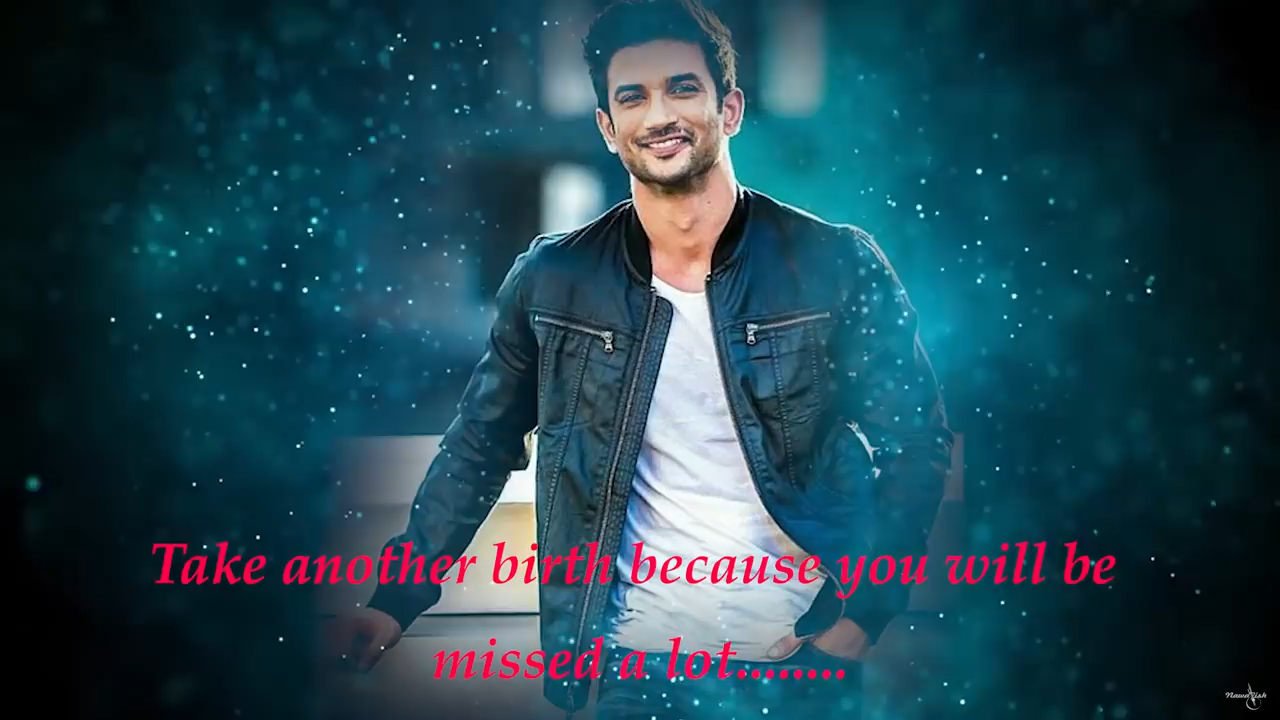 Take another birth because you will be
missed a lot........